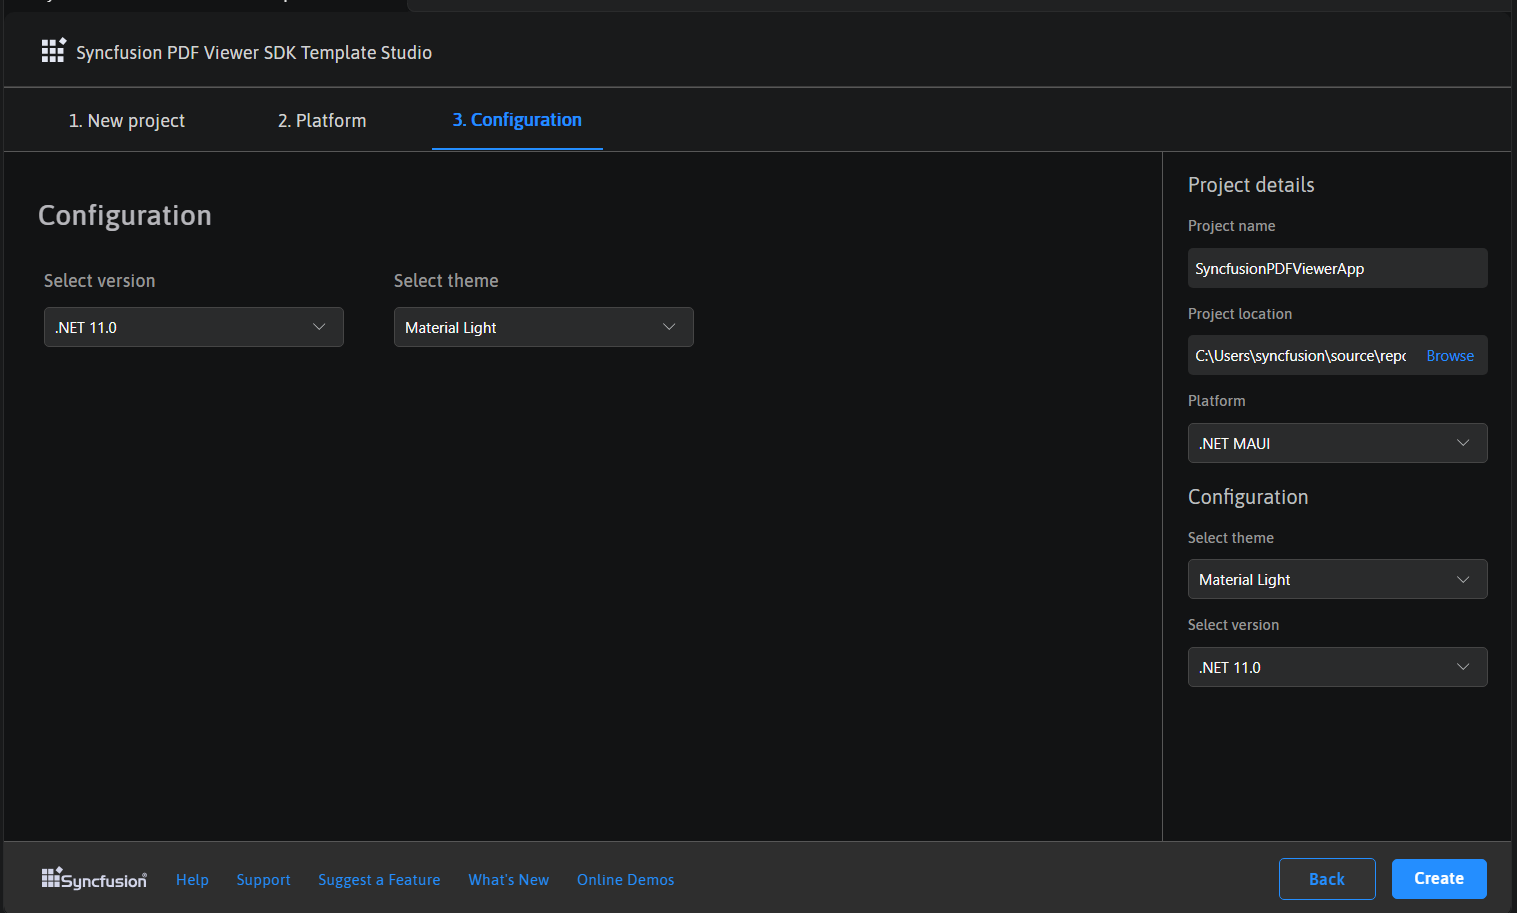 Syncfusion PDF Viewer SDK Template Studio
1. New project
2. Platform
3. Configuration
Configuration
Select version
Select theme
.NET 11.0
Material Light
Project details
Project name
SyncfusionPDFViewerApp
Project location
C:\Users\syncfusion\source\repo
Browse
Platform
.NET MAUI
Configuration
Select theme
Material Light
Select version
.NET 11.0
Syncfusion®
Help
Support
Suggest a Feature
What's New
Online Demos
Back
Create